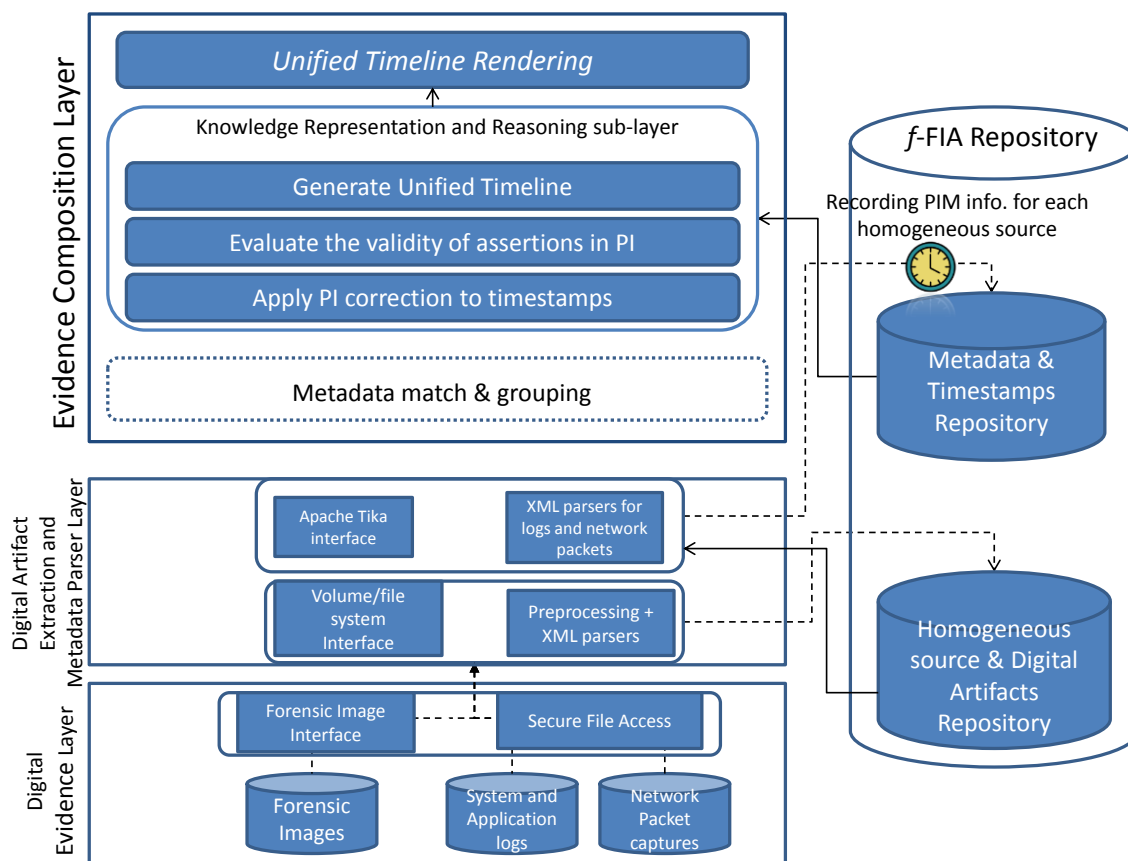 Evidence Composition Layer
Unified Timeline Rendering
Knowledge Representation and Reasoning sub-layer
Generate Unified Timeline
Evaluate the validity of assertions in PI
Apply PI correction to timestamps
Metadata match & grouping
f-FIA Repository
Recording PIM info. for each
homogeneous source
Metadata &
Timestamps
Repository
Digital Artifact
Extraction and
Metadata Parser Layer
Apache Tika
interface
XML parsers for
logs and network
packets
Volume/file
system
Interface
Preprocessing +
XML parsers
Homogeneous
source & Digital
Artifacts
Repository
Digital
Evidence Layer
Forensic Image
Interface
Secure File Access
Forensic
Images
System and
Application
logs
Network
Packet
captures